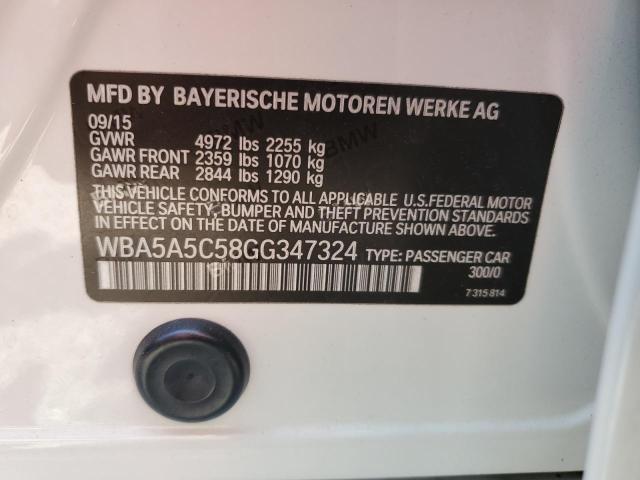 MFD BY BAYERISCHE MOTOREN WERKE AG
09/15
GVWR 4972 lbs 2255 kg
GAWR FRONT 2359 lbs 1070 kg
GAWR REAR 2844 lbs 1290 kg
THIS VEHICLE CONFORMS TO ALL APPLICABLE U.S.FEDERAL MOTOR
VEHICLE SAFETY, BUMPER AND THEFT PREVENTION STANDARDS
IN EFFECT ON THE DATE OF MANUFACTURE SHOWN ABOVE.
WBA5A5C58GG347324 TYPE: PASSENGER CAR
300/0
7 315 814
BMW
BMW